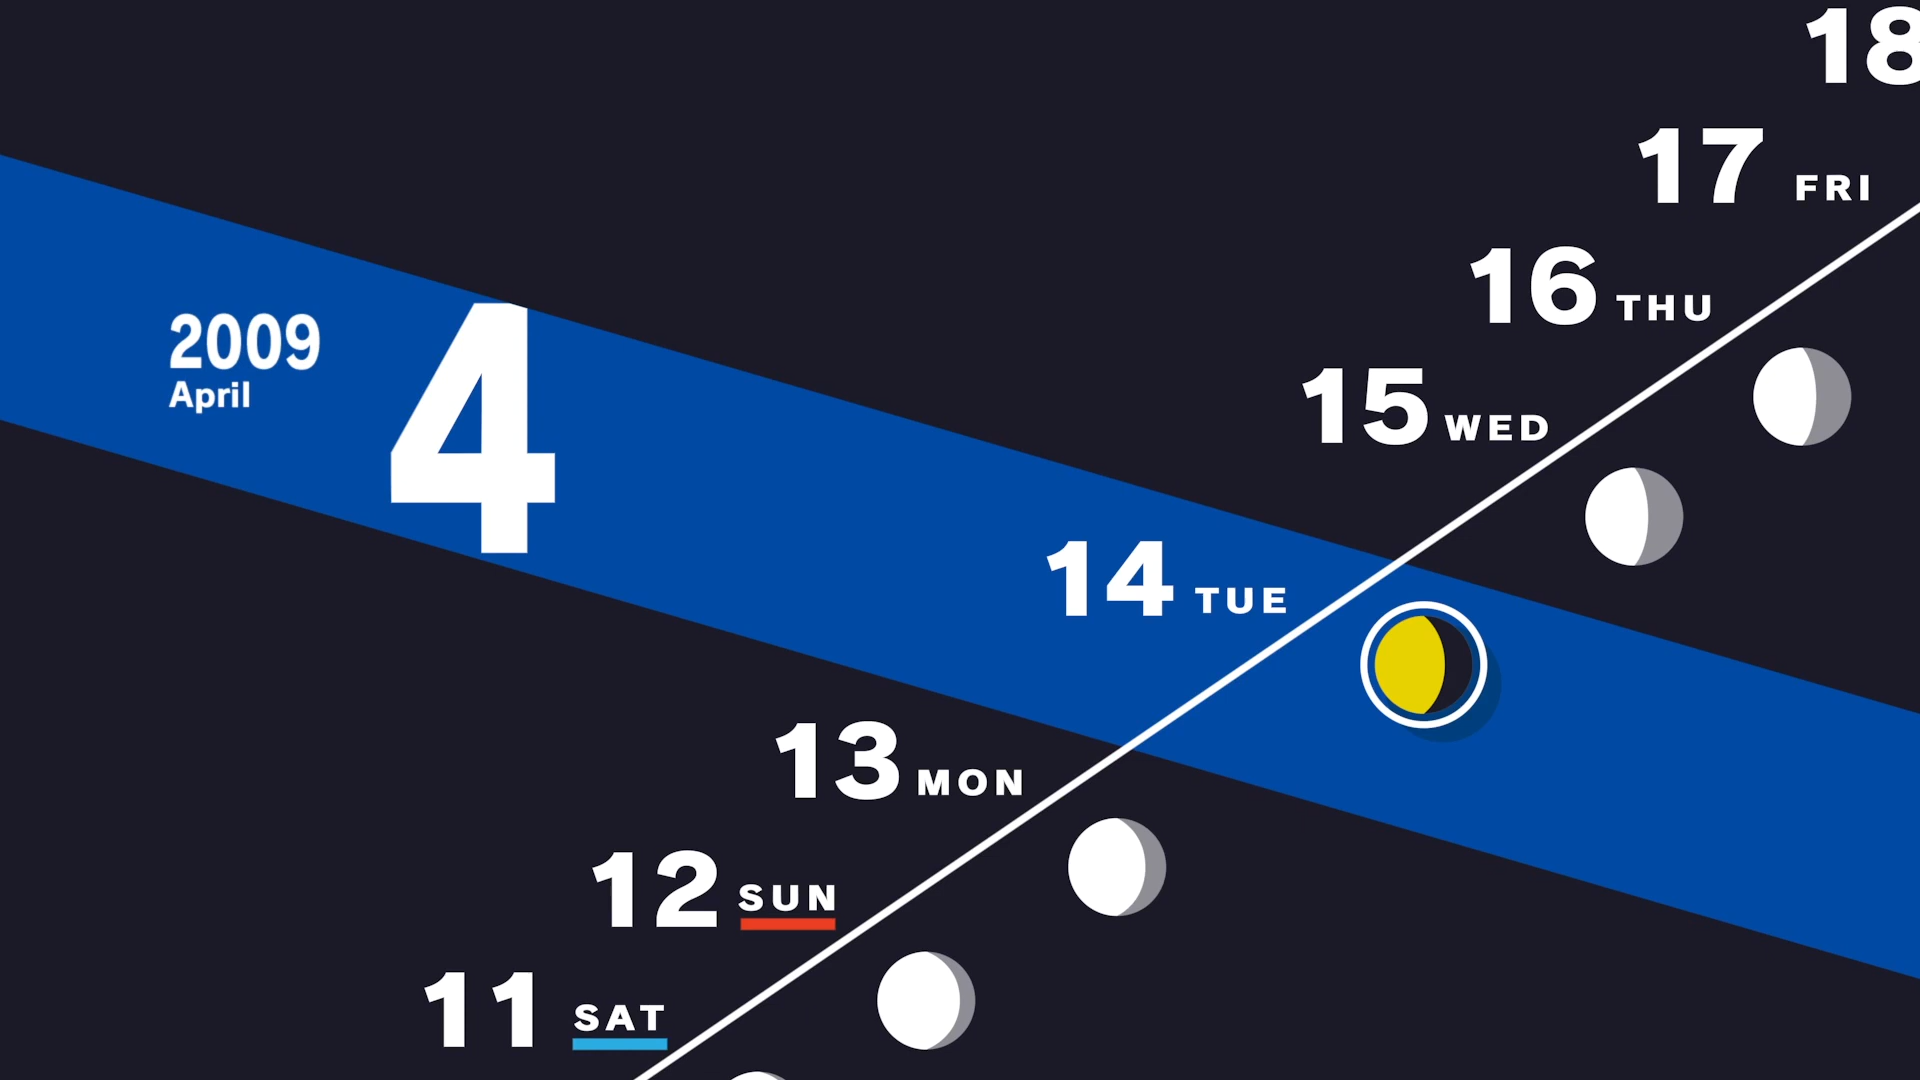 2009
April
4
18
17 FRI
16 THU
15 WED
14 TUE
13 MON
12 SUN
11 SAT